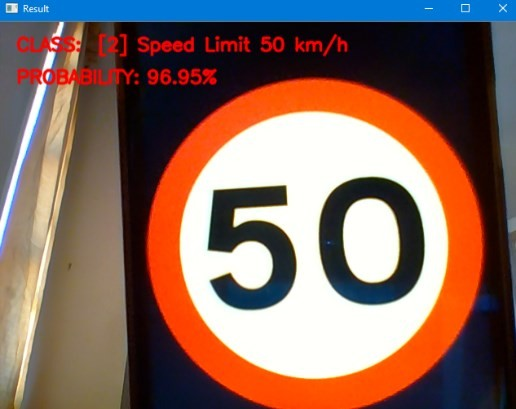 Result
CLASS: [2] Speed Limit 50 km/h
PROBABILITY: 96.95%
50